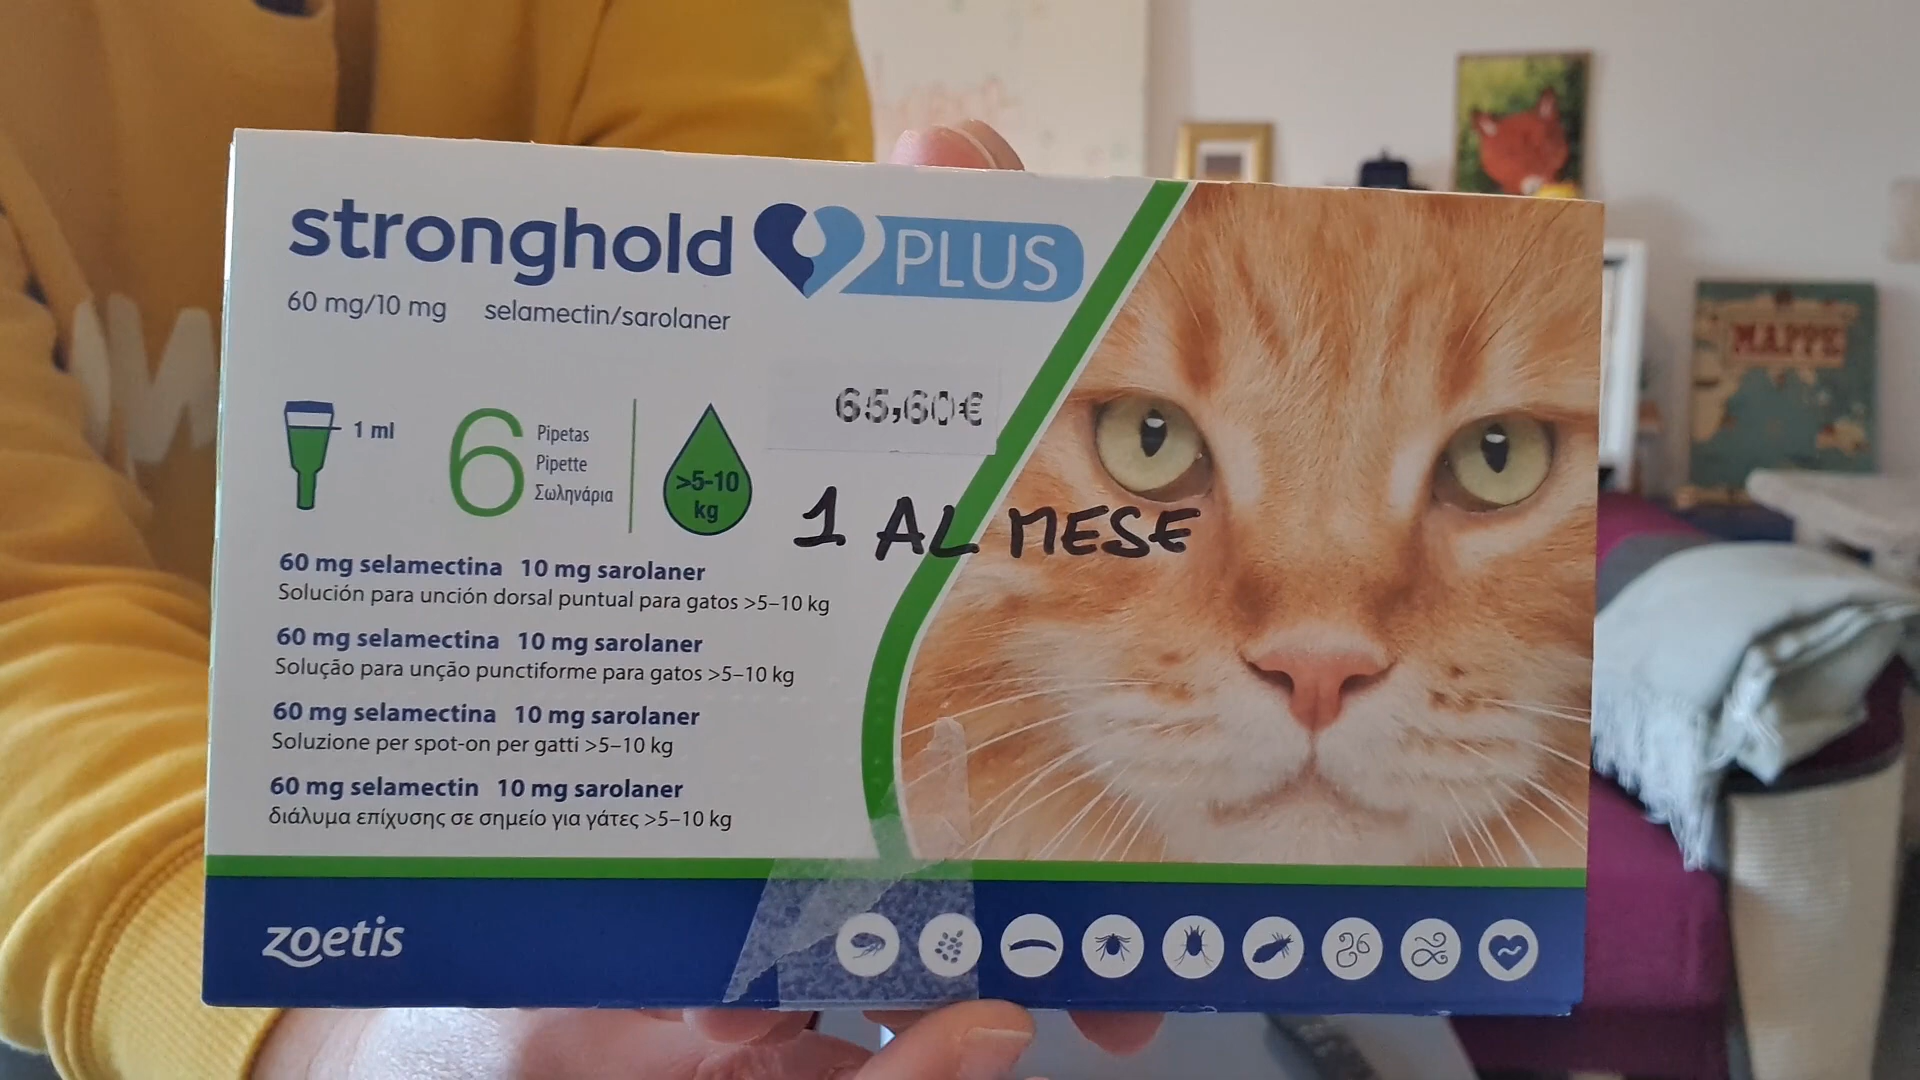 stronghold PLUS
60 mg/10 mg selamectin/sarolaner
65,60€
1 ml
6
Pipetas
Pipette
Σωληνάρια
>5-10
kg
1 AL MESE
60 mg selamectina 10 mg sarolaner
Solución para unción dorsal puntual para gatos >5–10 kg
60 mg selamectina 10 mg sarolaner
Solução para unção punctiforme para gatos >5–10 kg
60 mg selamectina 10 mg sarolaner
Soluzione per spot-on per gatti >5–10 kg
60 mg selamectin 10 mg sarolaner
διάλυμα επίχυσης σε σημείο για γάτες >5–10 kg
zoetis
MAPPE